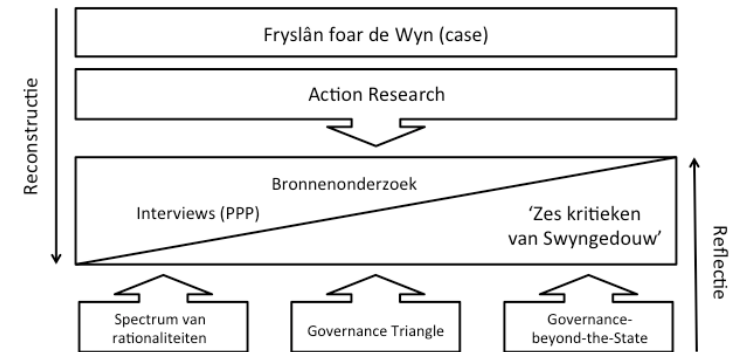 Fryslân foar de Wyn (case)
Action Research
Reconstructie
Bronnenonderzoek
Interviews (PPP)
‘Zes kritieken
van Swyngedouw’
Reflectie
Spectrum van
rationaliteiten
Governance Triangle
Governance-
beyond-the-State